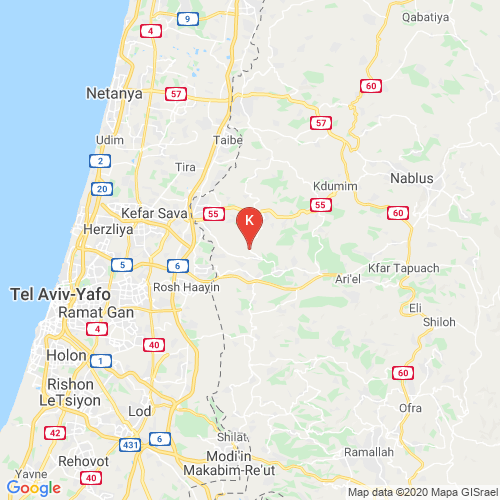 Qabatiya
9
4
Netanya
57
60
57
Udim
Taibe
2
Tira
Kdumim
Nablus
20
55
Kefar Sava
55
K
60
Herzliya
5
6
Kfar Tapuach
Ari'el
Rosh Haayin
Tel Aviv-Yafo
Eli
Ramat Gan
Shiloh
4
40
Holon
1
60
Rishon
LeTsiyon
Lod
Ofra
42
431
6
Shilat
Modi'in
Makabim-Re'ut
Ramallah
Rehovot
Yavne
40
Google
Map data ©2020 Mapa GISrael